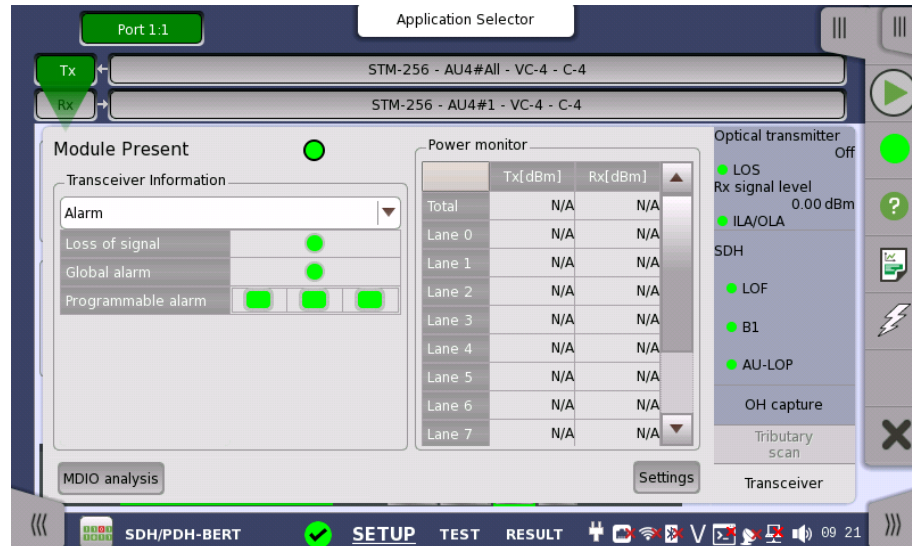 Port 1:1
Application Selector
Tx
STM-256 - AU4#All - VC-4 - C-4
Rx
STM-256 - AU4#1 - VC-4 - C-4
Module Present
Transceiver Information
Alarm
Loss of signal
Global alarm
Programmable alarm
MDIO analysis
Power monitor
Tx[dBm] Rx[dBm]
Total N/A N/A
Lane 0 N/A N/A
Lane 1 N/A N/A
Lane 2 N/A N/A
Lane 3 N/A N/A
Lane 4 N/A N/A
Lane 5 N/A N/A
Lane 6 N/A N/A
Lane 7 N/A N/A
Settings
Optical transmitter
Off
LOS
Rx signal level
0.00 dBm
ILA/OLA
SDH
LOF
B1
AU-LOP
OH capture
Tributary
scan
Transceiver
SDH/PDH-BERT SETUP TEST RESULT 09 21